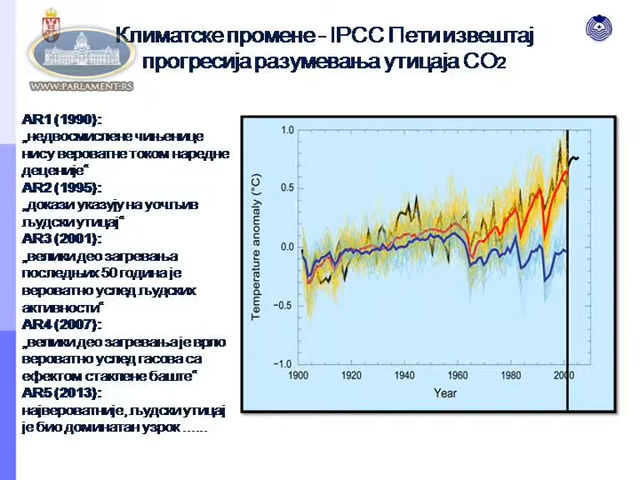 Климатске промене - IPCC Пети извештај
прогресија разумевања утицаја CO2
WWW.PARLAMENT.RS
AR1 (1990):
„недвосмислене чињенице
нису вероватне током наредне
деценије“
AR2 (1995):
„докази указују на уочљив
људски утицај“
AR3 (2001):
„велики део загревања
последњих 50 година је
вероватно услед људских
активности“
AR4 (2007):
„велики део загревања је врло
вероватно услед гасова са
ефектом стаклене баште“
AR5 (2013):
највероватније, људски утицај
је био доминатан узрок ......
Temperature anomaly (°C)
1.0
0.5
0.0
−0.5
−1.0
1900 1920 1940 1960 1980 2000
Year